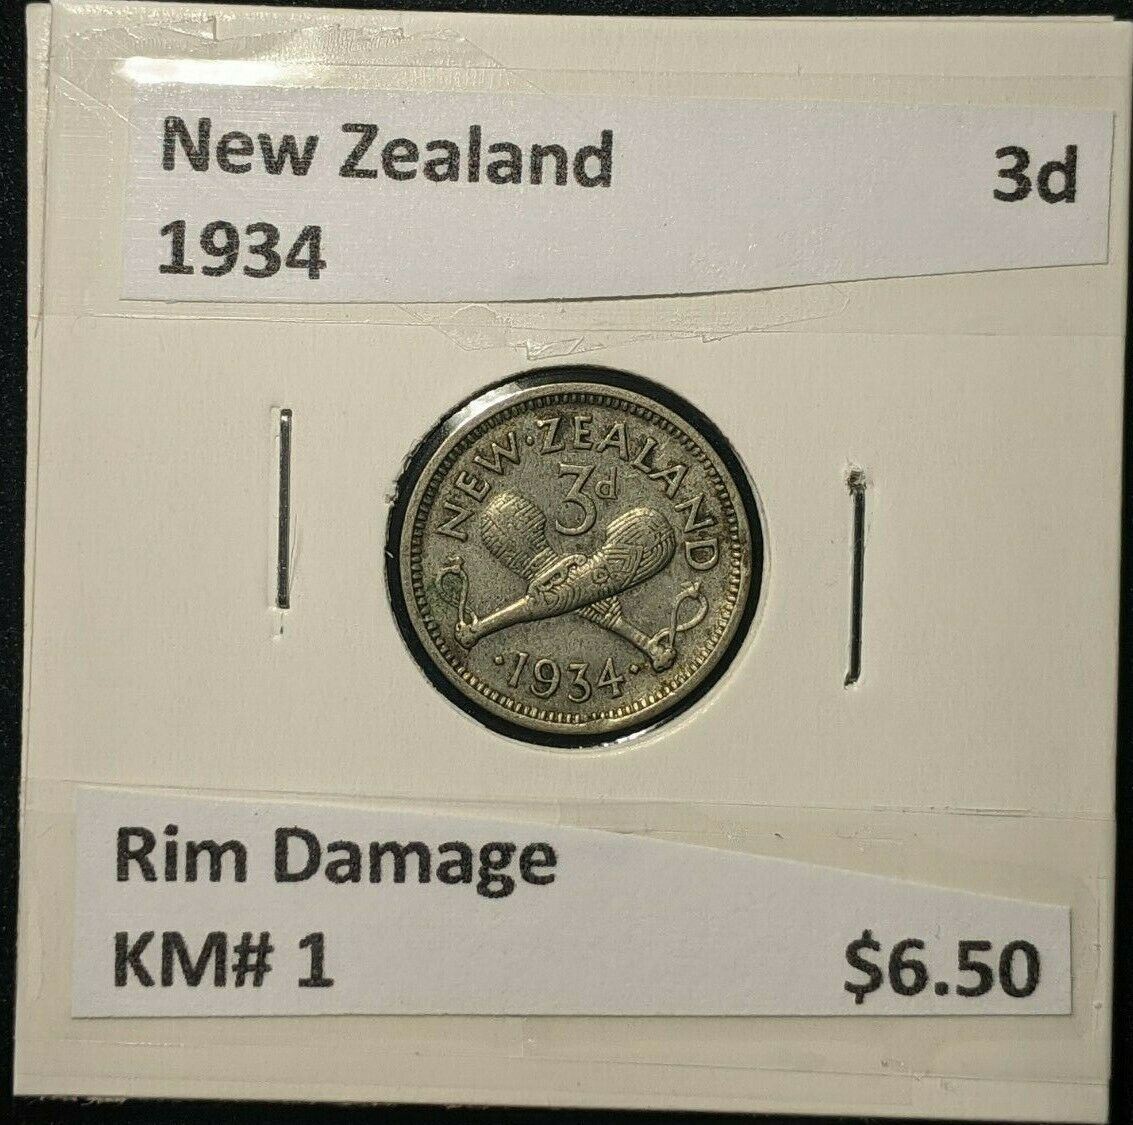 New Zealand 3d
1934
NEW·ZEALAND
3d
·1934·
Rim Damage
KM# 1 $6.50